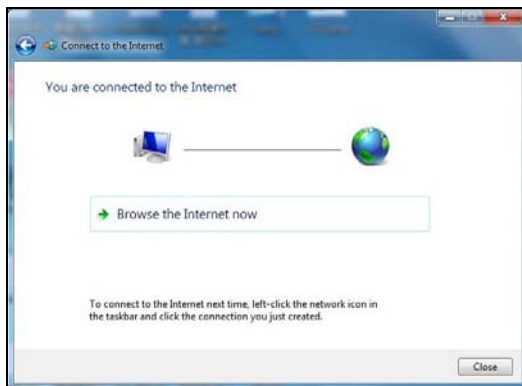 Connect to the Internet
You are connected to the Internet
Browse the Internet now
To connect to the Internet next time, left-click the network icon in
the taskbar and click the connection you just created.
Close